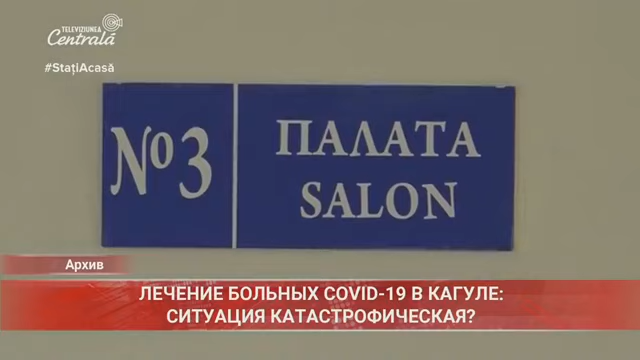 TELEVIZIUNEA
Centrală
#StațiAcasă
№3
ПАЛАТА
SALON
Архив
ЛЕЧЕНИЕ БОЛЬНЫХ COVID-19 В КАГУЛЕ:
СИТУАЦИЯ КАТАСТРОФИЧЕСКАЯ?